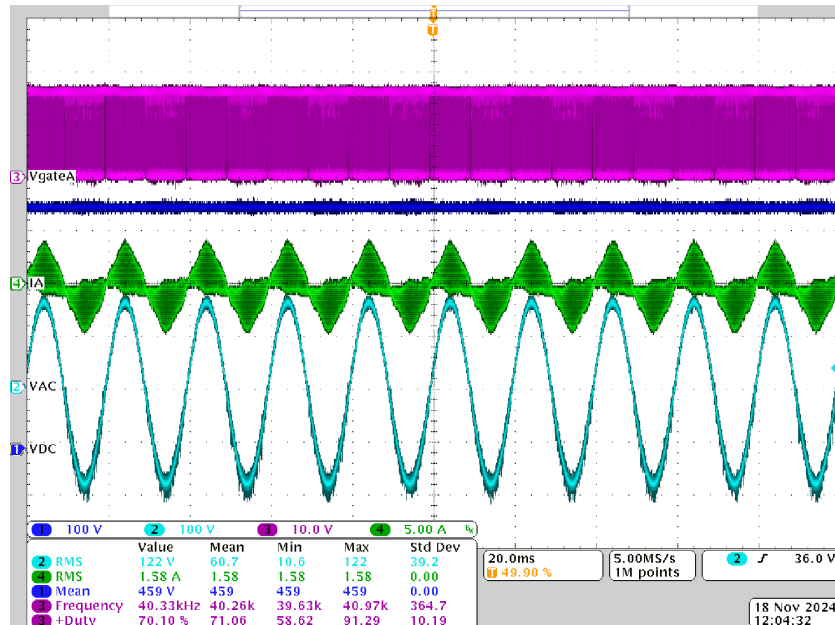 T
T
3 VgateA
4 IA
2 VAC
1 VDC
1 100 V 2 100 V 3 10.0 V 4 5.00 A
Value Mean Min Max Std Dev
2 RMS 122 V 60.7 10.6 122 39.2
4 RMS 1.58 A 1.58 1.58 1.58 0.00
1 Mean 459 V 459 459 459 0.00
3 Frequency 40.33kHz 40.26k 39.63k 40.97k 364.7
3 +Duty 70.10 % 71.06 58.62 91.29 10.19
20.0ms
T 49.90 %
5.00MS/s
1M points
2 36.0 V
18 Nov 2024
12:04:32